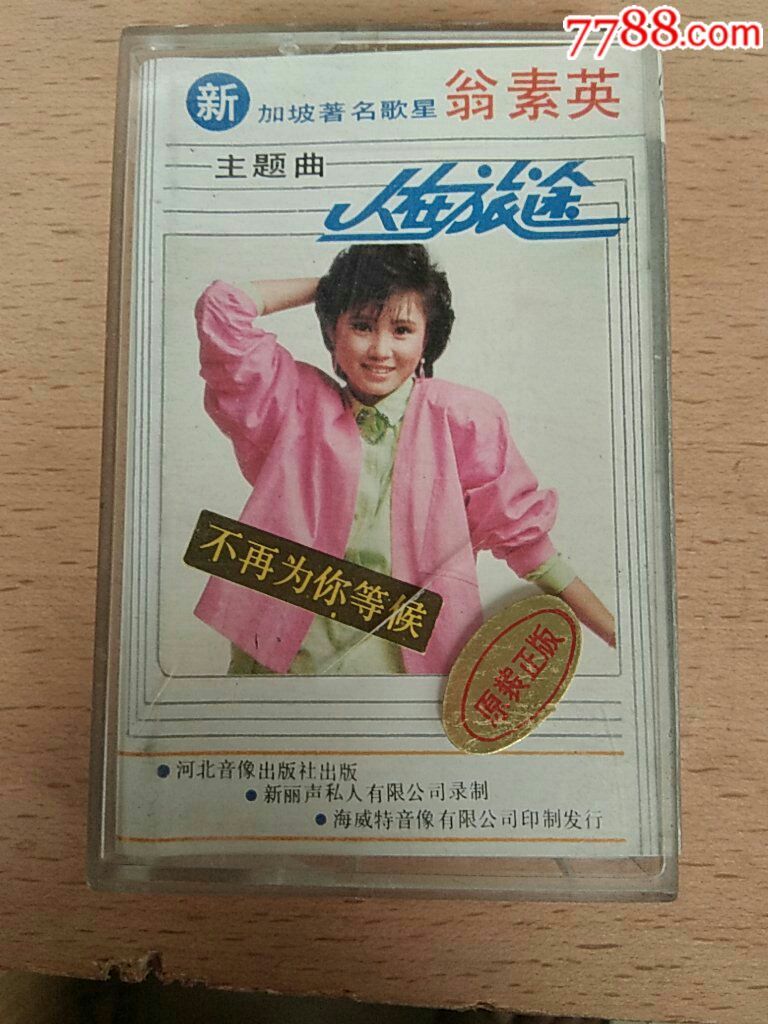 7788.com
新加坡著名歌星 翁素英
主题曲
人在旅途
不再为你等候
原装正版
河北音像出版社出版
新丽声私人有限公司录制
海威特音像有限公司印制发行